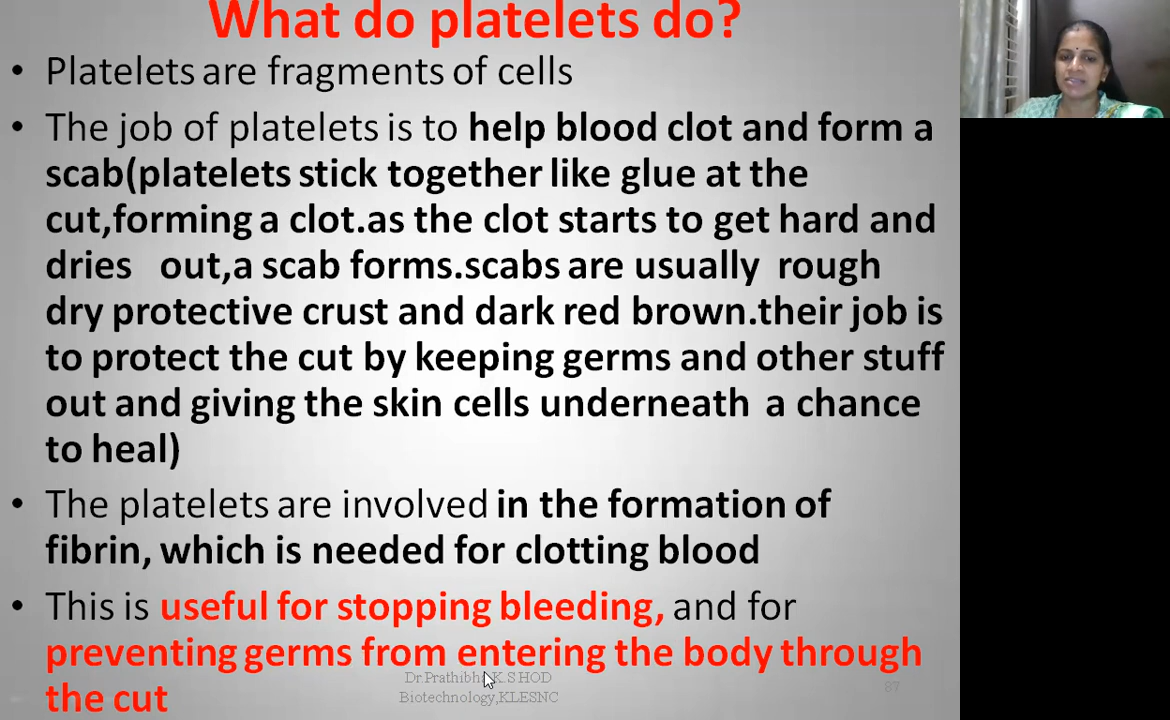 What do platelets do?
• Platelets are fragments of cells
• The job of platelets is to help blood clot and form a
scab(platelets stick together like glue at the
cut,forming a clot.as the clot starts to get hard and
dries out,a scab forms.scabs are usually rough
dry protective crust and dark red brown.their job is
to protect the cut by keeping germs and other stuff
out and giving the skin cells underneath a chance
to heal)
• The platelets are involved in the formation of
fibrin, which is needed for clotting blood
• This is useful for stopping bleeding, and for
preventing germs from entering the body through
the cut
Dr.Prathibha K.S HOD
Biotechnology,KLESNC
87